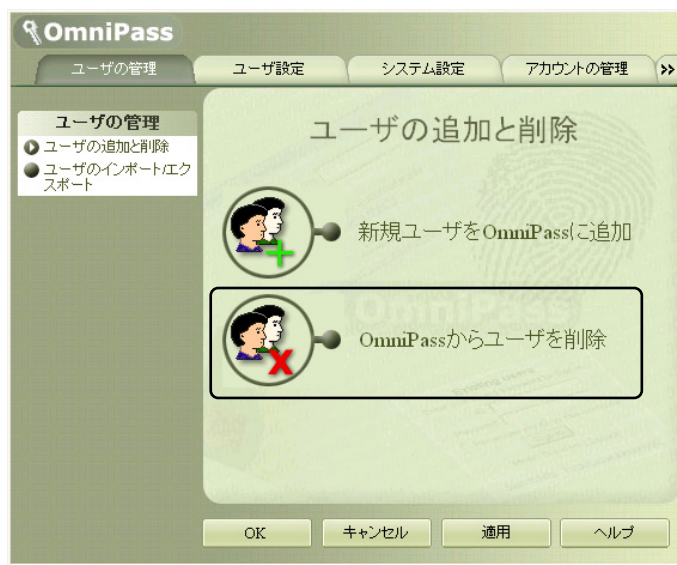 OmniPass
ユーザの管理
ユーザ設定
システム設定
アカウントの管理
ユーザの管理
ユーザの追加と削除
ユーザのインポート/エク
スポート
ユーザの追加と削除
新規ユーザをOmniPassに追加
OmniPass
OmniPassからユーザを削除
OK
キャンセル
適用
ヘルプ